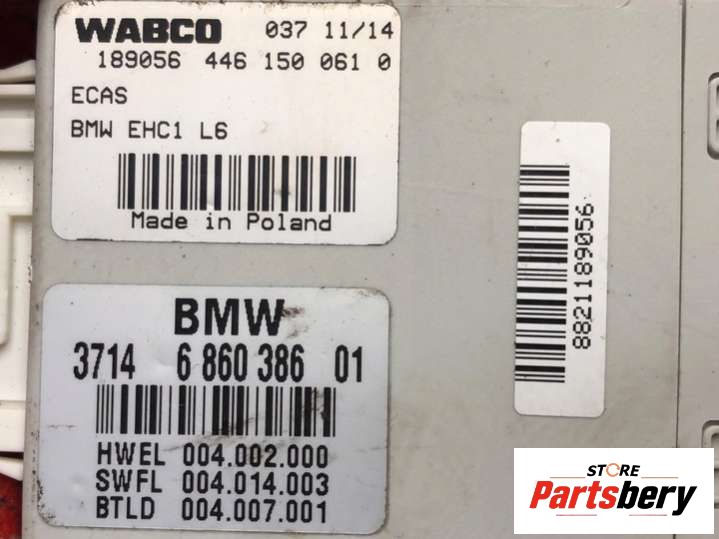 WABCO 037 11/14
189056 446 150 061 0
ECAS
BMW EHC1 L6
Made in Poland
BMW
3714 6 860 386 01
HWEL 004.002.000
SWFL 004.014.003
BTLD 004.007.001
88211189056
STORE
Partsbery